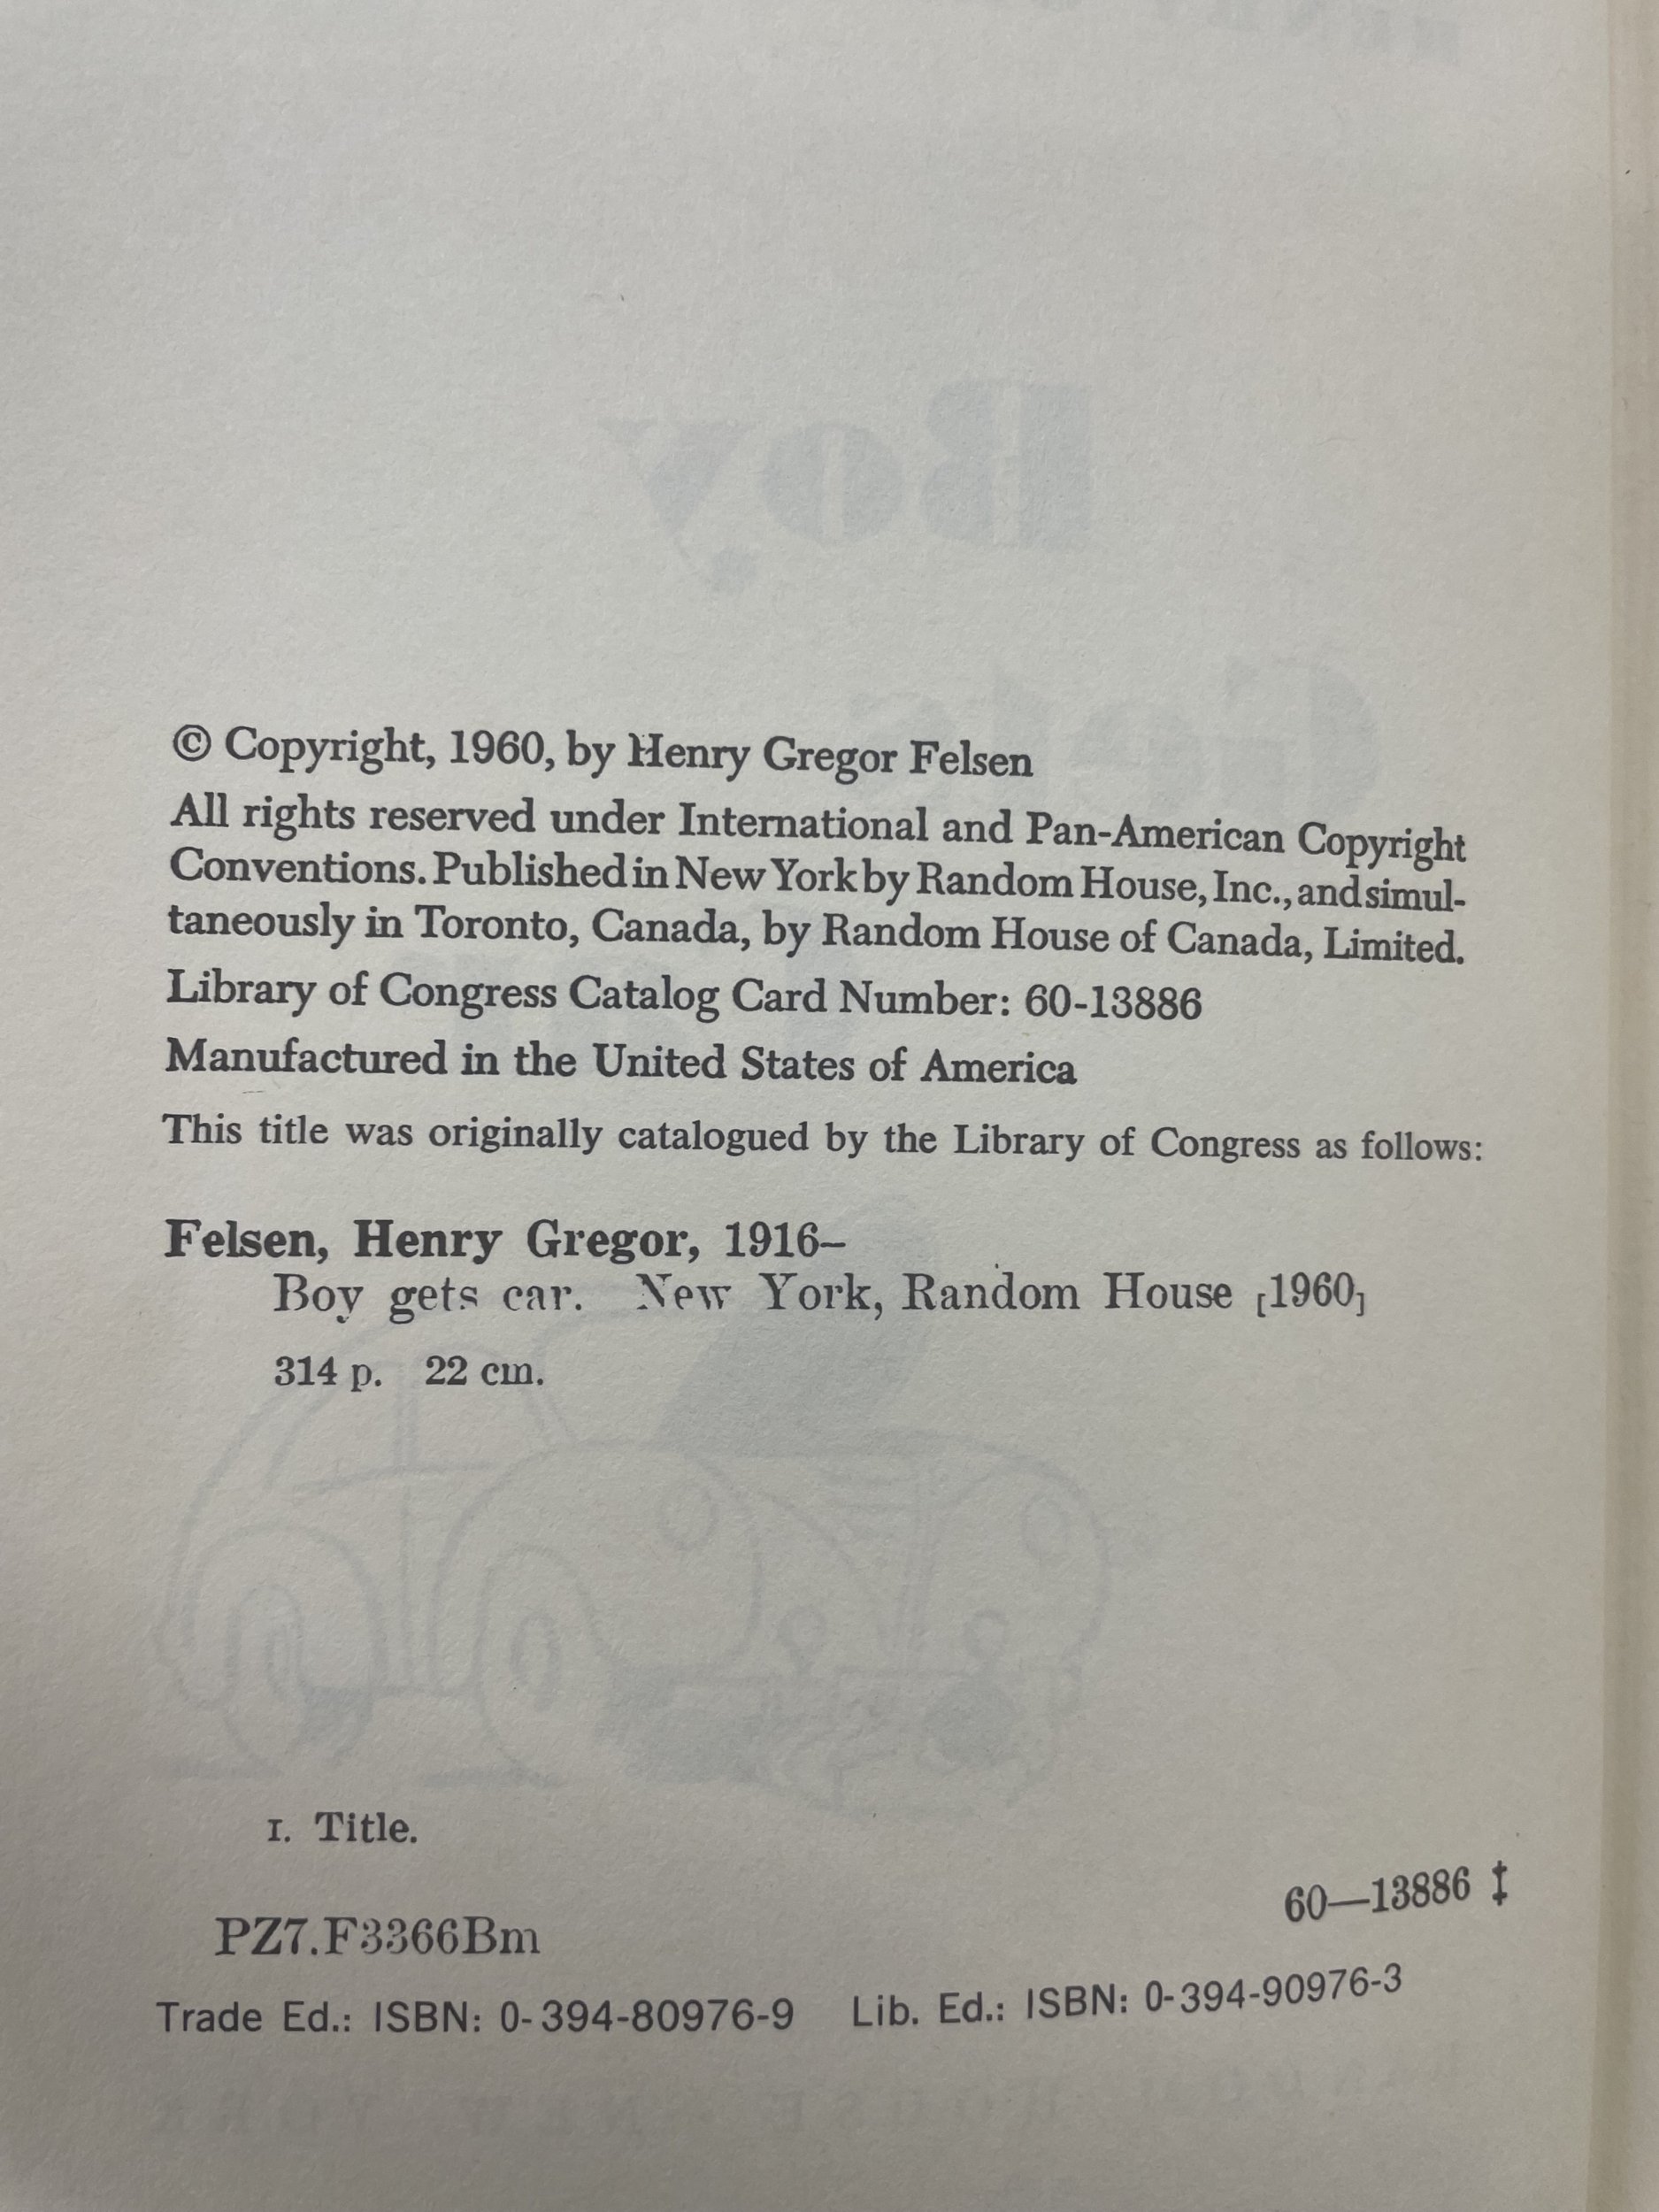 © Copyright, 1960, by Henry Gregor Felsen
All rights reserved under International and Pan-American Copyright
Conventions. Published in New York by Random House, Inc., and simul-
taneously in Toronto, Canada, by Random House of Canada, Limited.
Library of Congress Catalog Card Number: 60-13886
Manufactured in the United States of America
This title was originally catalogued by the Library of Congress as follows:
Felsen, Henry Gregor, 1916–
Boy gets car. New York, Random House [1960]
314 p. 22 cm.
I. Title.
60—13886 ‡
PZ7.F3366Bm
Trade Ed.: ISBN: 0-394-80976-9 Lib. Ed.: ISBN: 0-394-90976-3